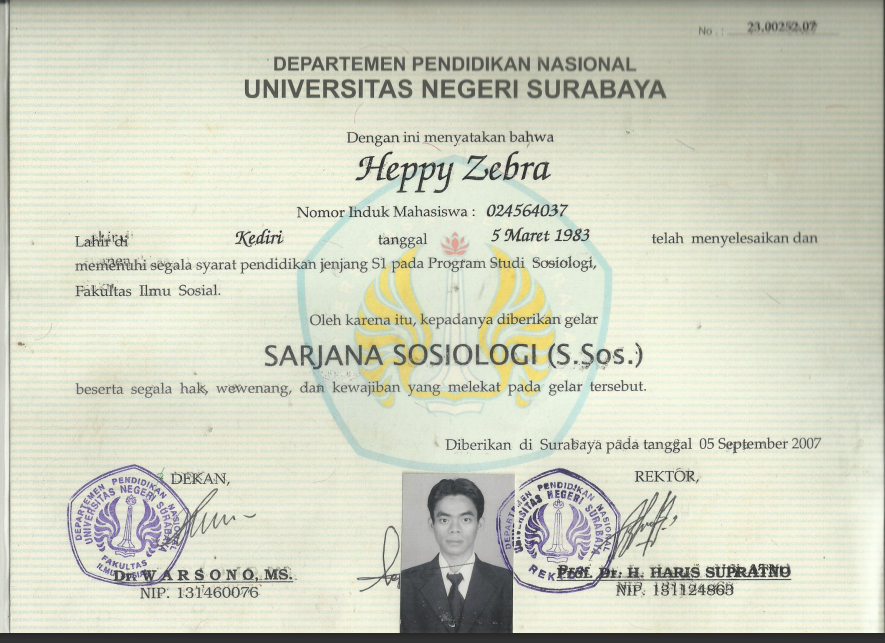 No. : 23.00252.07
DEPARTEMEN PENDIDIKAN NASIONAL
UNIVERSITAS NEGERI SURABAYA
Dengan ini menyatakan bahwa
Heppy Zebra
Nomor Induk Mahasiswa : 024564037
Lahir di Kediri tanggal 5 Maret 1983 telah menyelesaikan dan
memenuhi segala syarat pendidikan jenjang S1 pada Program Studi Sosiologi,
Fakultas Ilmu Sosial.
Oleh karena itu, kepadanya diberikan gelar
SARJANA SOSIOLOGI (S.Sos.)
beserta segala hak, wewenang, dan kewajiban yang melekat pada gelar tersebut.
Diberikan di Surabaya pada tanggal 05 September 2007
DEKAN,
DEPARTEMEN PENDIDIKAN NASIONAL
UNIVERSITAS NEGERI SURABAYA
FAKULTAS
Dr. W A R S O N O, MS.
NIP. 131460076
REKTOR,
DEPARTEMEN PENDIDIKAN NASIONAL
UNIVERSITAS NEGERI SURABAYA
Prof. Dr. H. HARIS SUPRATNO
NIP. 131124863